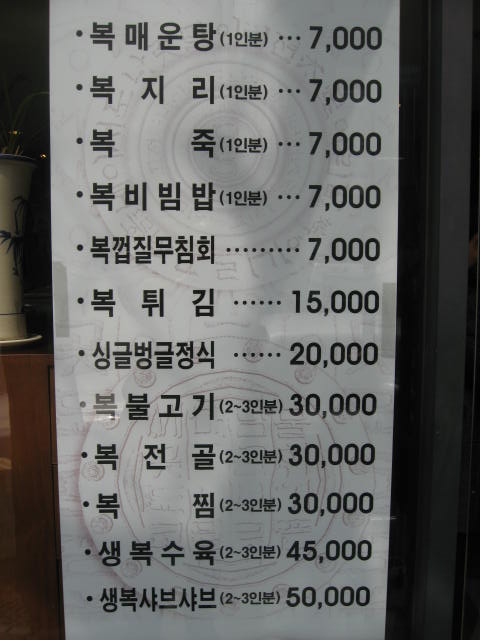 ·복매운탕(1인분) ··· 7,000
·복지리(1인분) ··· 7,000
·복죽(1인분) ··· 7,000
·복비빔밥(1인분) ··· 7,000
·복껍질무침회 ········· 7,000
·복튀김 ······ 15,000
·싱글벙글정식 ······ 20,000
·복불고기(2~3인분) 30,000
·복전골(2~3인분) 30,000
·복찜(2~3인분) 30,000
·생복수육(2~3인분) 45,000
·생복샤브샤브(2~3인분) 50,000